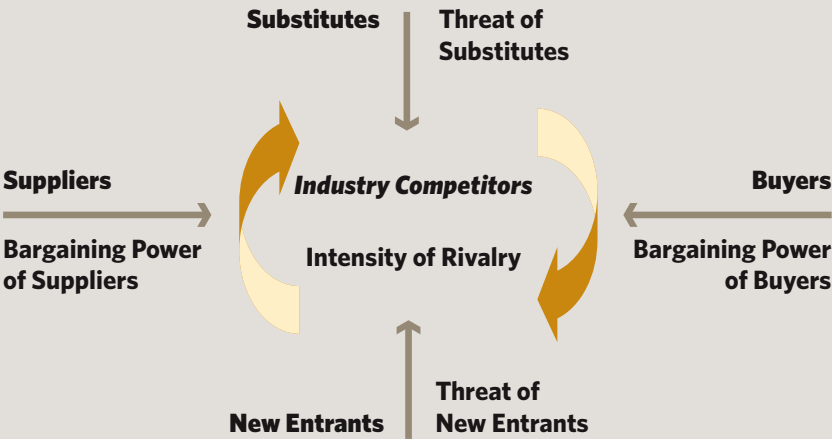 Substitutes
Threat of
Substitutes
Suppliers
Bargaining Power
of Suppliers
Industry Competitors
Intensity of Rivalry
Buyers
Bargaining Power
of Buyers
New Entrants
Threat of
New Entrants